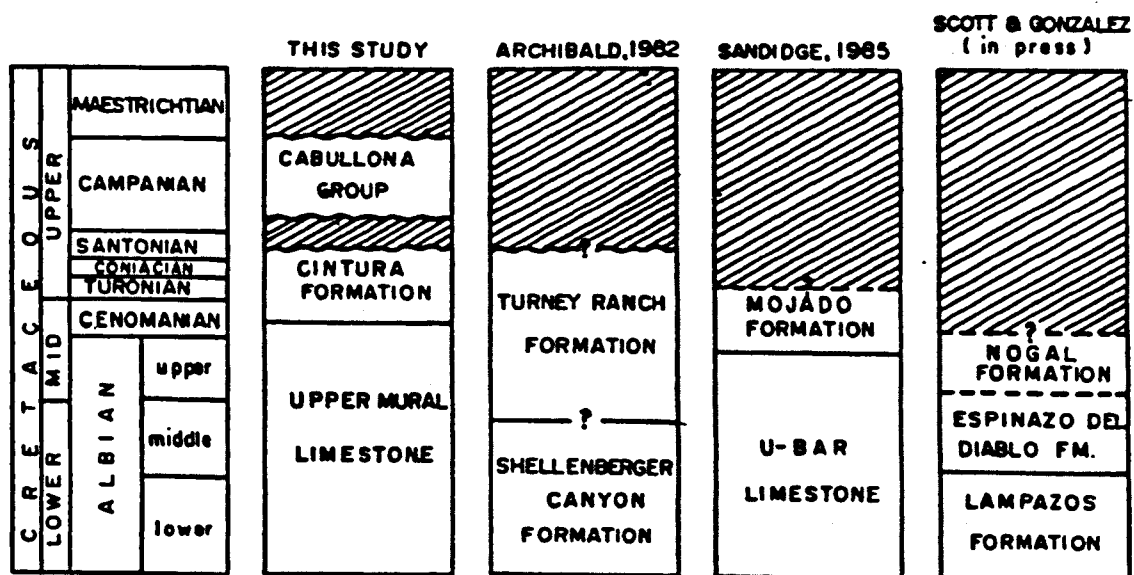 THIS STUDY
ARCHIBALD, 1982
SANDIDGE, 1985
SCOTT & GONZALEZ
(in press)
CRETACEOUS
UPPER
MID
LOWER
MAESTRICHTIAN
CAMPANIAN
SANTONIAN
CONIACIAN
TURONIAN
CENOMANIAN
ALBIAN
upper
middle
lower
CABULLONA
GROUP
CINTURA
FORMATION
UPPER MURAL
LIMESTONE
?
TURNEY RANCH
FORMATION
?
SHELLENBERGER
CANYON
FORMATION
?
MOJADO
FORMATION
U-BAR
LIMESTONE
?
NOGAL
FORMATION
ESPINAZO DEL
DIABLO FM.
LAMPAZOS
FORMATION